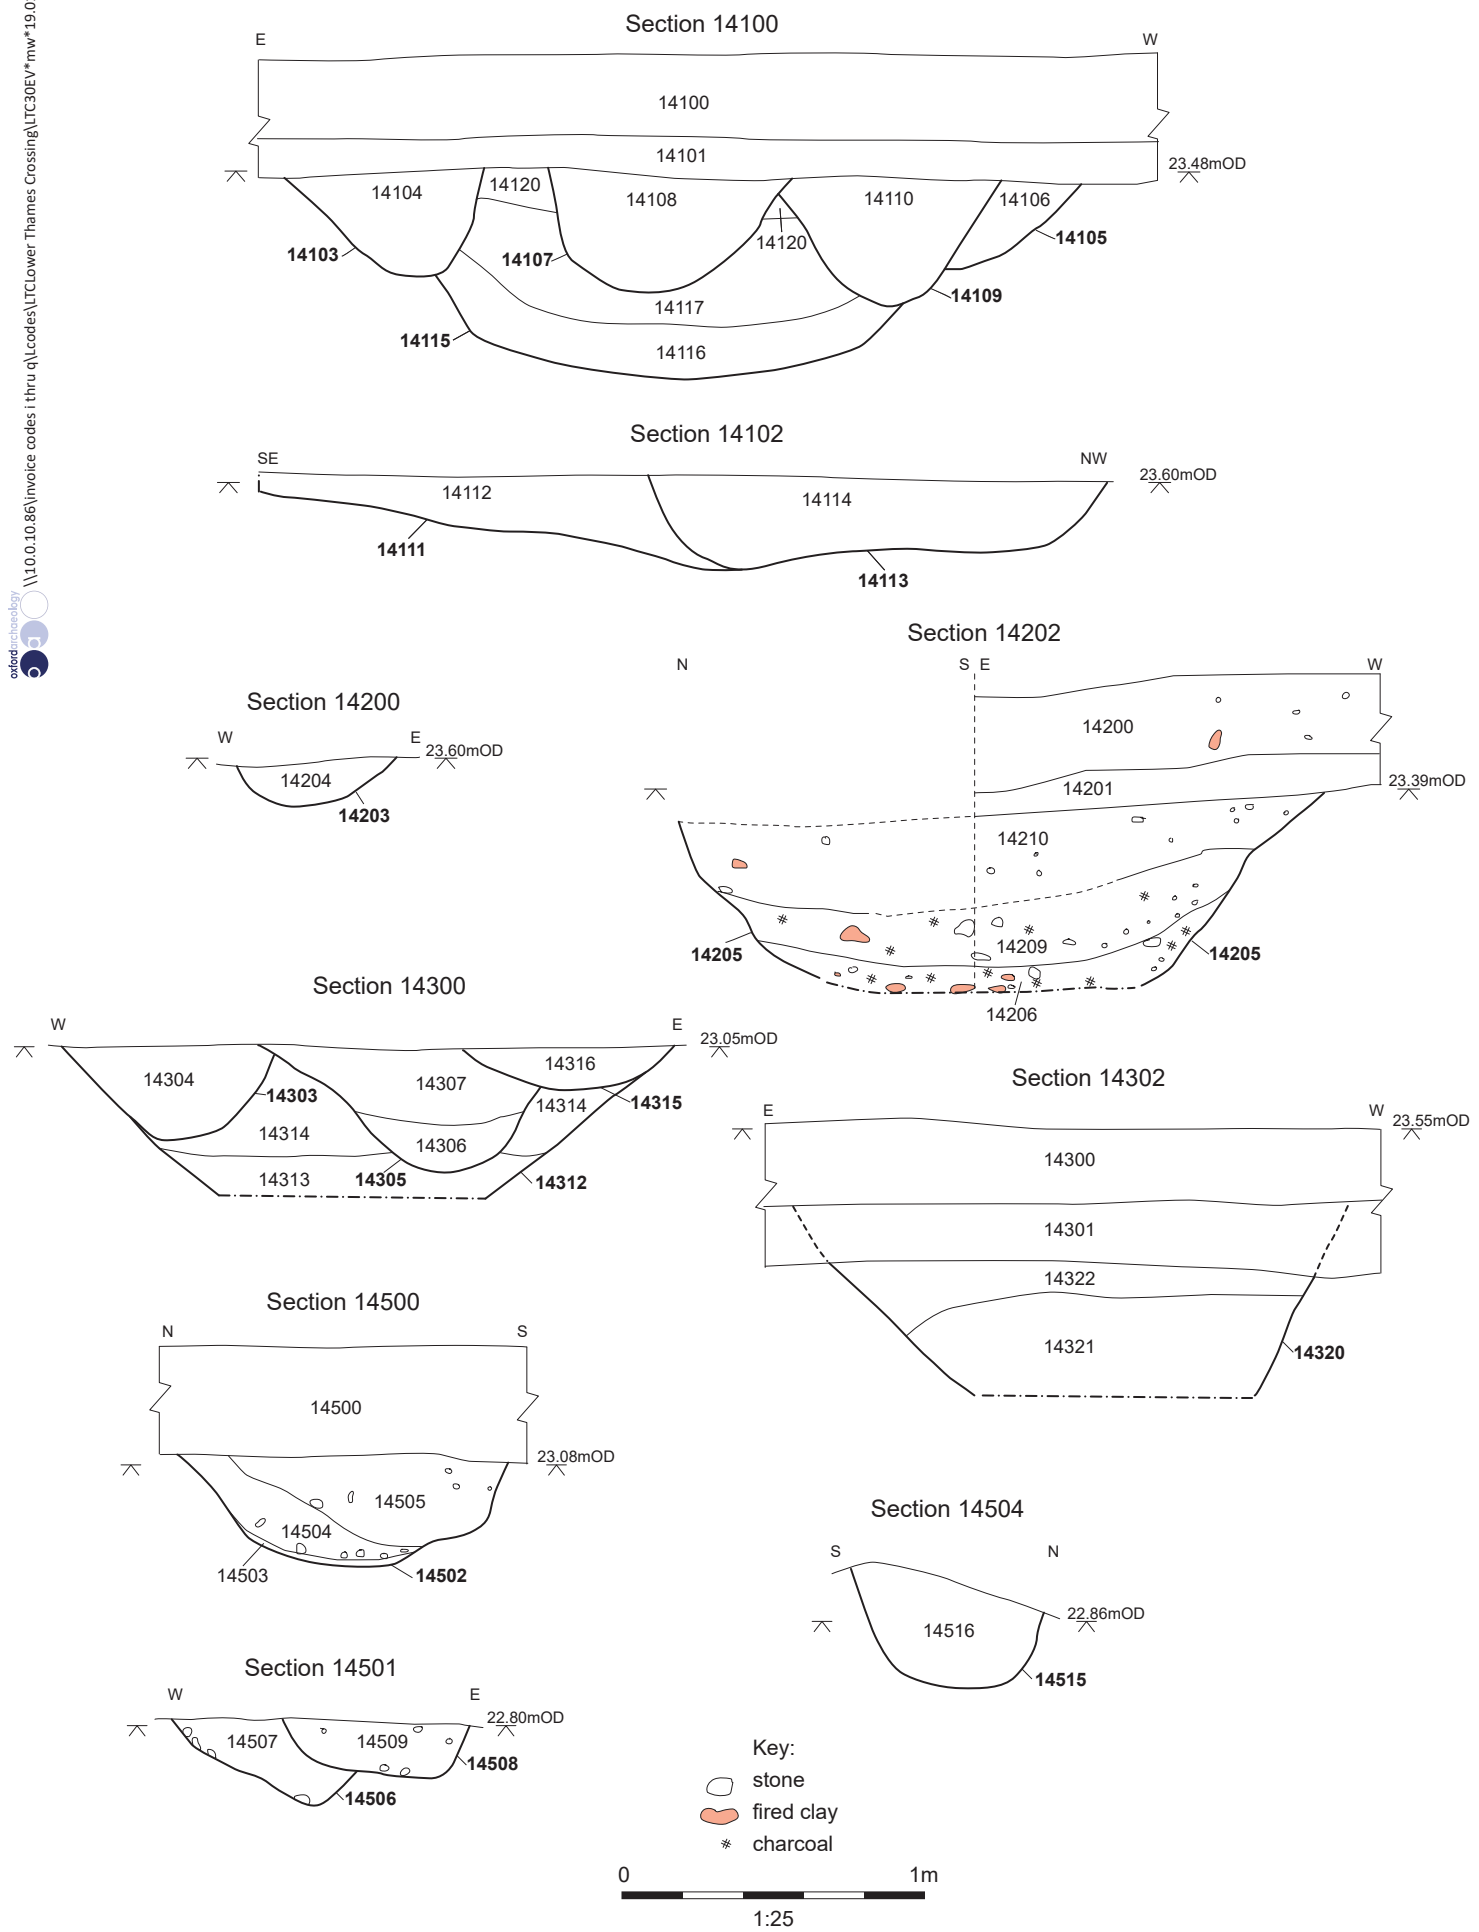 \\10.0.10.86\invoice codes i thru q\Lcodes\LTCLower Thames Crossing\LTC30EV*mw*19.0
oxfordarchaeology
Section 14100
E
W
14100
14101
23.48mOD
14104
14120
14108
14110
14106
14103
14107
14120
14105
14109
14117
14115
14116
Section 14102
SE
NW
23.60mOD
14112
14114
14111
14113
Section 14202
N
S E
W
14200
14201
23.39mOD
14210
14209
14205
14205
14206
Section 14200
W
E
23.60mOD
14204
14203
Section 14300
W
E
23.05mOD
14304
14307
14316
14303
14314
14315
14314
14306
14313
14305
14312
Section 14302
E
W
23.55mOD
14300
14301
14322
14321
14320
Section 14500
N
S
14500
23.08mOD
14505
14504
14503
14502
Section 14504
S
N
22.86mOD
14516
14515
Section 14501
W
E
22.80mOD
14507
14509
14508
14506
Key:
stone
fired clay
charcoal
0
1m
1:25